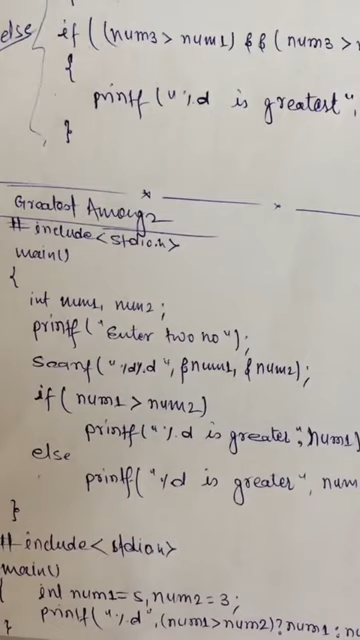 else if ((num3 > num1) && (num3 >
{
printf ("%d is greatest",
}
Greatest Among 2
# include<stdio.h>
main()
{
int num1, num2;
printf ("Enter two no");
Scanf ("%d%d", &num1, & num2);
if ( num1 > num2)
printf ("%d is greater", num1)
else
printf ("%d is greater", num
}
# include<stdioh>
main()
{ int num1=5, num2=3;
printf ("%d", (num1>num2)? num1 :
}